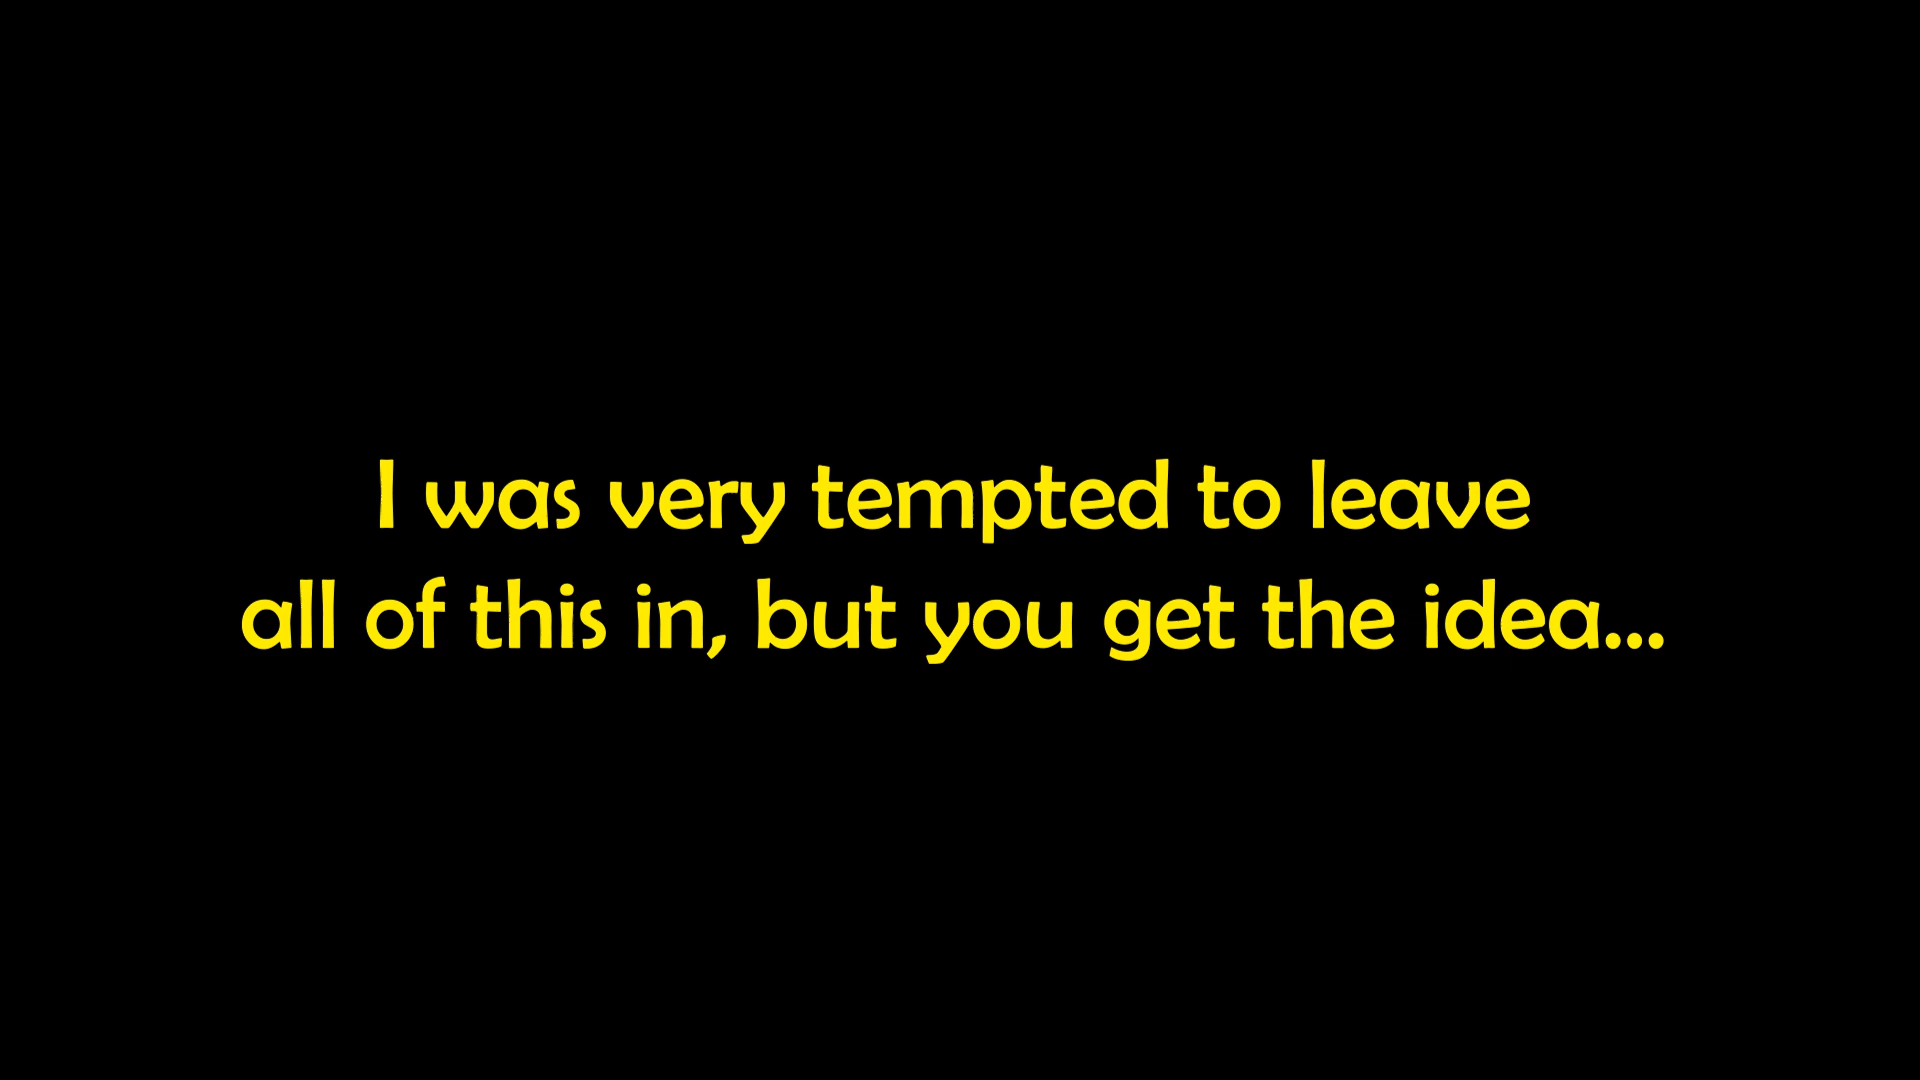 I was very tempted to leave
all of this in, but you get the idea...